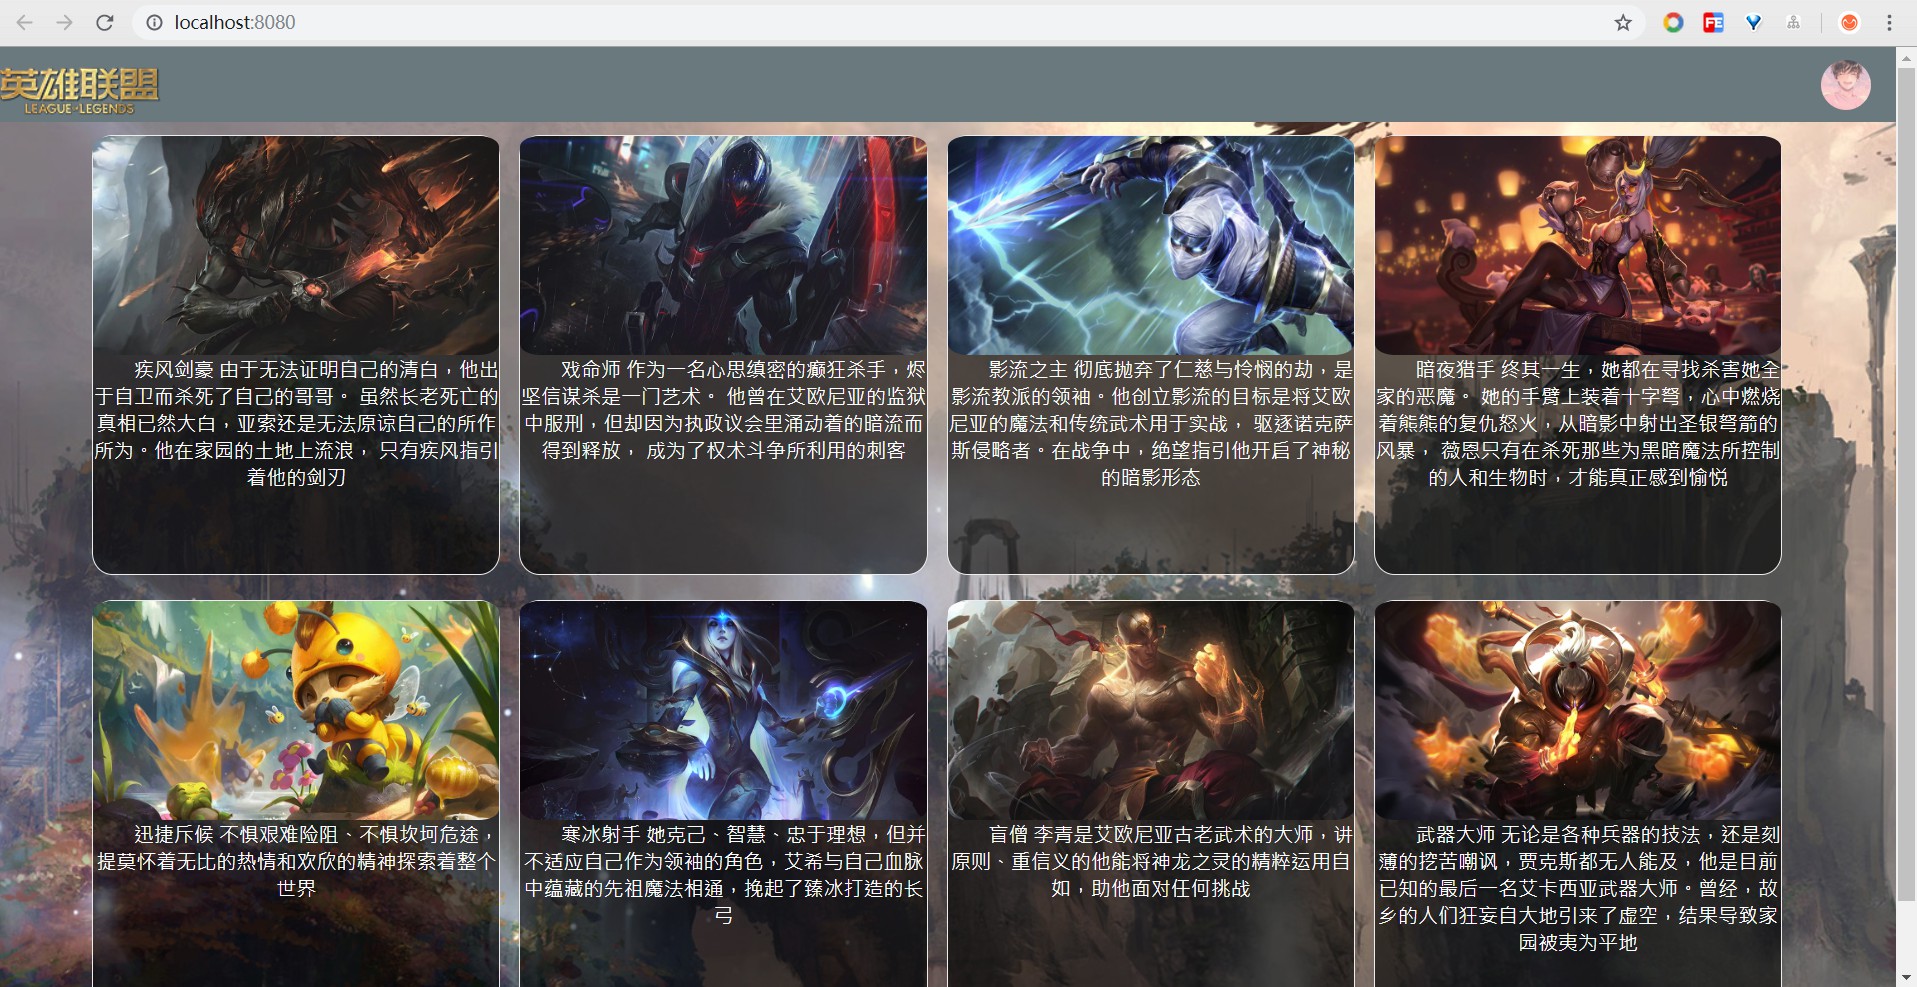 localhost:8080
英雄联盟
LEAGUE OF LEGENDS
疾风剑豪 由于无法证明自己的清白，他出
于自卫而杀死了自己的哥哥。 虽然长老死亡的
真相已然大白，亚索还是无法原谅自己的所作
所为。他在家园的土地上流浪， 只有疾风指引
着他的剑刃
戏命师 作为一名心思缜密的癫狂杀手，烬
坚信谋杀是一门艺术。 他曾在艾欧尼亚的监狱
中服刑，但却因为执政议会里涌动着的暗流而
得到释放， 成为了权术斗争所利用的刺客
影流之主 彻底抛弃了仁慈与怜悯的劫，是
影流教派的领袖。他创立影流的目标是将艾欧
尼亚的魔法和传统武术用于实战， 驱逐诺克萨
斯侵略者。在战争中，绝望指引他开启了神秘
的暗影形态
暗夜猎手 终其一生，她都在寻找杀害她全
家的恶魔。 她的手臂上装着十字弩，心中燃烧
着熊熊的复仇怒火，从暗影中射出圣银弩箭的
风暴， 薇恩只有在杀死那些为黑暗魔法所控制
的人和生物时，才能真正感到愉悦
迅捷斥候 不惧艰难险阻、不惧坎坷危途，
提莫怀着无比的热情和欢欣的精神探索着整个
世界
寒冰射手 她克己、智慧、忠于理想，但并
不适应自己作为领袖的角色，艾希与自己血脉
中蕴藏的先祖魔法相通，挽起了臻冰打造的长
弓
盲僧 李青是艾欧尼亚古老武术的大师，讲
原则、重信义的他能将神龙之灵的精粹运用自
如，助他面对任何挑战
武器大师 无论是各种兵器的技法，还是刻
薄的挖苦嘲讽，贾克斯都无人能及，他是目前
已知的最后一名艾卡西亚武器大师。曾经，故
乡的人们狂妄自大地引来了虚空，结果导致家
园被夷为平地